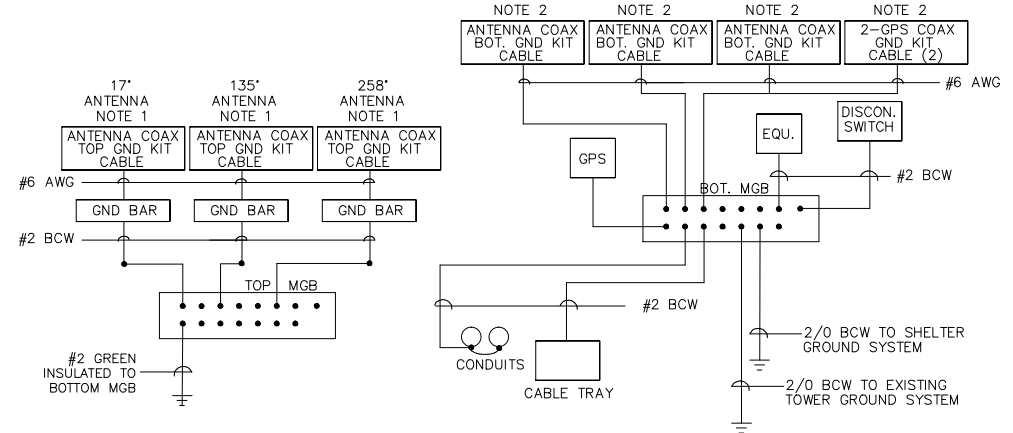 NOTE 2
ANTENNA COAX
BOT. GND KIT
CABLE
NOTE 2
ANTENNA COAX
BOT. GND KIT
CABLE
NOTE 2
ANTENNA COAX
BOT. GND KIT
CABLE
NOTE 2
2-GPS COAX
GND KIT
CABLE (2)
#6 AWG
17°
ANTENNA
NOTE 1
ANTENNA COAX
TOP GND KIT
CABLE
135°
ANTENNA
NOTE 1
ANTENNA COAX
TOP GND KIT
CABLE
258°
ANTENNA
NOTE 1
ANTENNA COAX
TOP GND KIT
CABLE
#6 AWG
GND BAR
GND BAR
GND BAR
#2 BCW
TOP MGB
#2 GREEN
INSULATED TO
BOTTOM MGB
GPS
EQU.
DISCON.
SWITCH
#2 BCW
BOT. MGB
#2 BCW
CONDUITS
CABLE TRAY
2/0 BCW TO SHELTER
GROUND SYSTEM
2/0 BCW TO EXISTING
TOWER GROUND SYSTEM